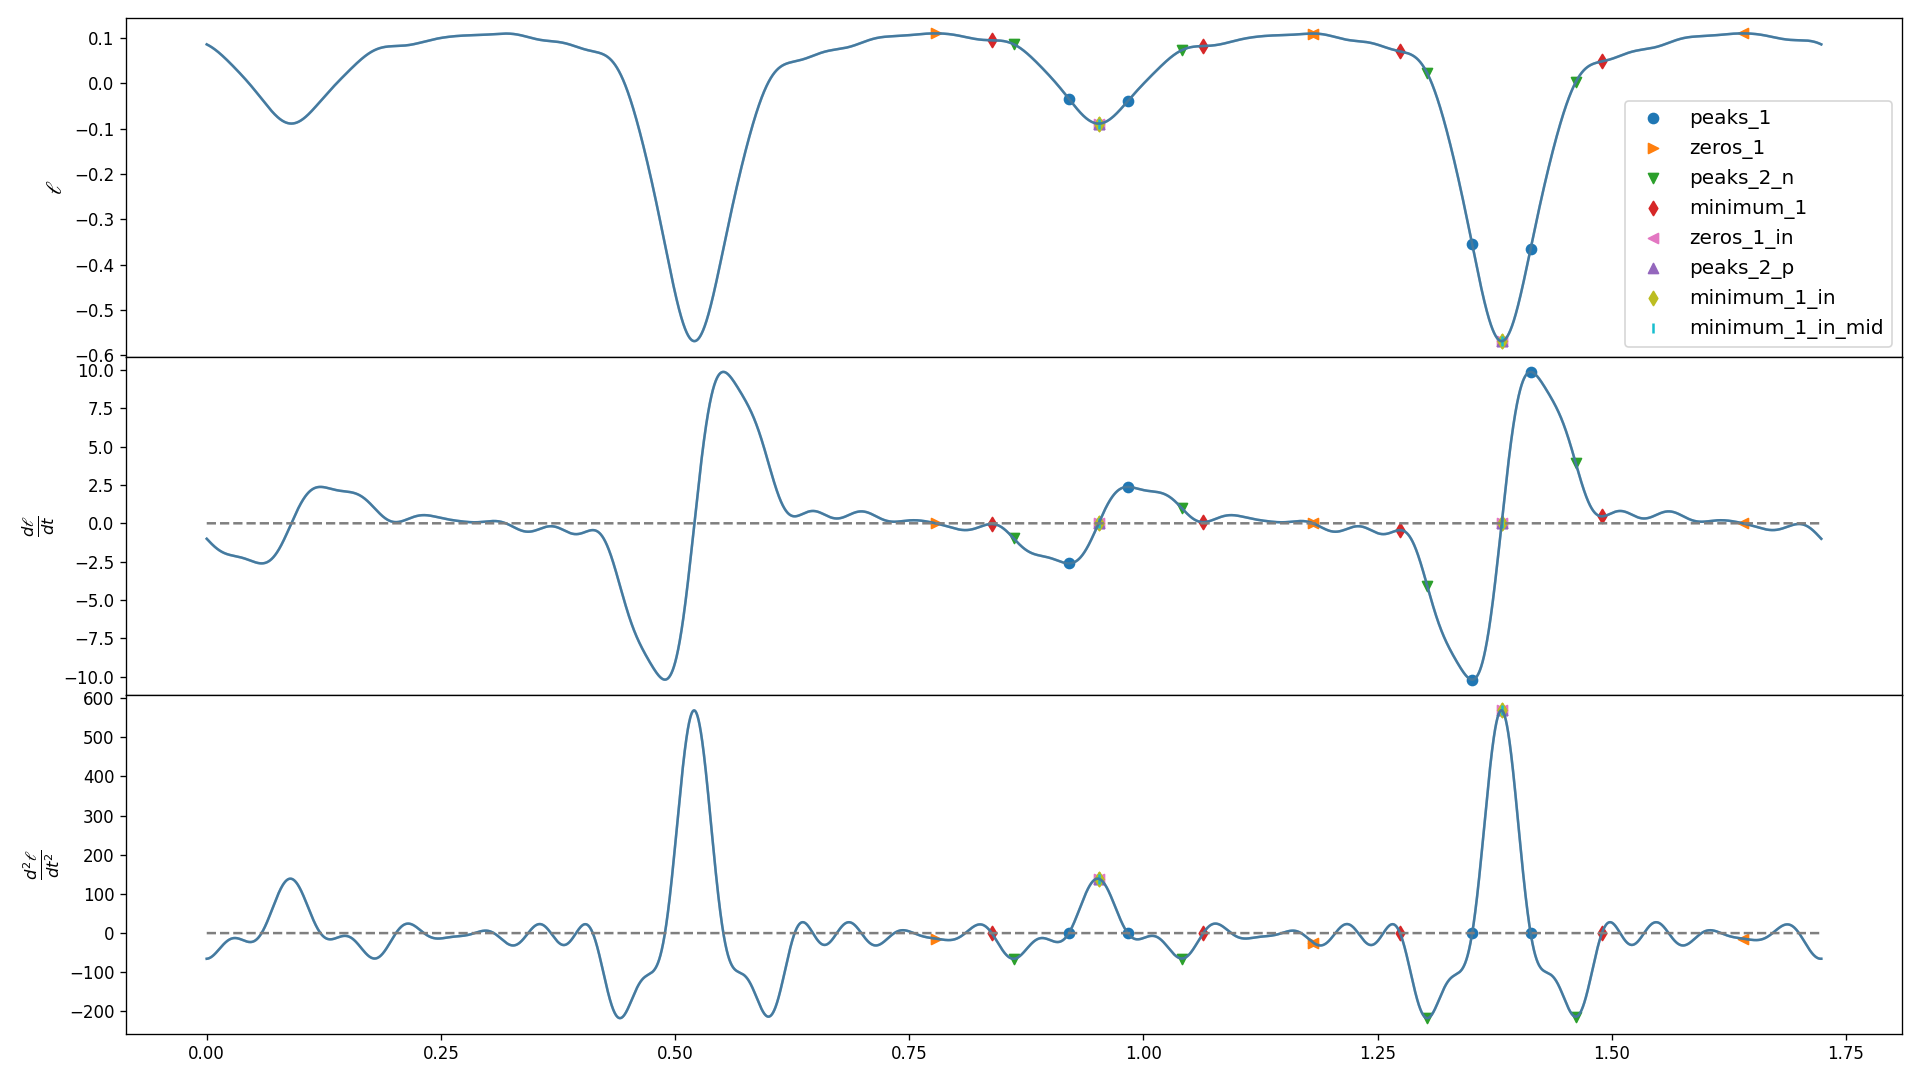 0.1
0.0
−0.1
−0.2
−0.3
−0.4
−0.5
−0.6
ℓ
peaks_1
zeros_1
peaks_2_n
minimum_1
zeros_1_in
peaks_2_p
minimum_1_in
minimum_1_in_mid
10.0
7.5
5.0
2.5
0.0
−2.5
−5.0
−7.5
−10.0
dℓ
dt
600
500
400
300
200
100
0
−100
−200
d²ℓ
dt²
0.00 0.25 0.50 0.75 1.00 1.25 1.50 1.75